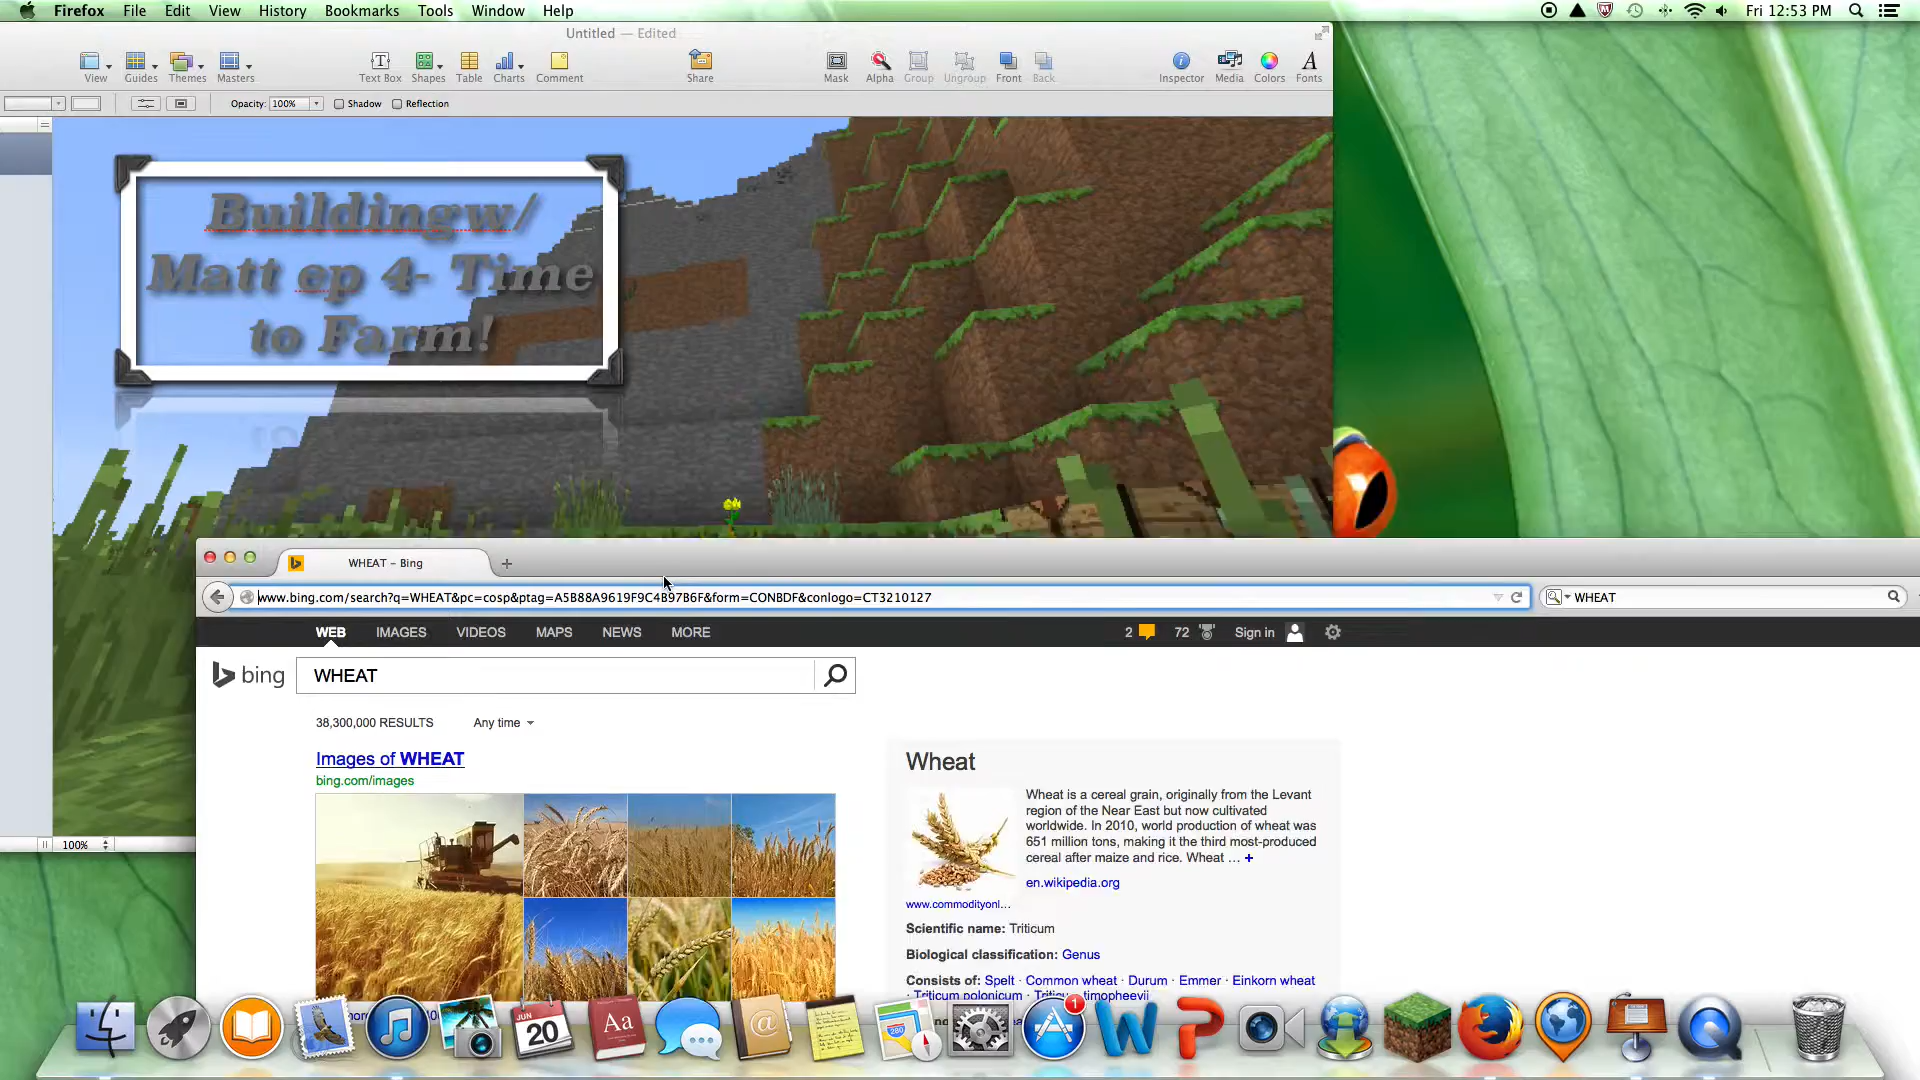 Firefox File Edit View History Bookmarks Tools Window Help
Fri 12:53 PM
Untitled — Edited
View Guides Themes Masters Text Box Shapes Table Charts Comment Share Mask Alpha Group Ungroup Front Back Inspector Media Colors Fonts
Opacity: 100% Shadow Reflection
Buildingw/
Matt ep 4- Time
to Farm!
WHEAT – Bing
www.bing.com/search?q=WHEAT&pc=cosp&ptag=A5B88A9619F9C4B97B6F&form=CONBDF&conlogo=CT3210127
WHEAT
WEB IMAGES VIDEOS MAPS NEWS MORE
2 72 Sign in
bing WHEAT
38,300,000 RESULTS Any time
Images of WHEAT
bing.com/images
Wheat
Wheat is a cereal grain, originally from the Levant
region of the Near East but now cultivated
worldwide. In 2010, world production of wheat was
651 million tons, making it the third most-produced
cereal after maize and rice. Wheat ... +
en.wikipedia.org
www.commodityonl...
Scientific name: Triticum
Biological classification: Genus
Consists of: Spelt · Common wheat · Durum · Emmer · Einkorn wheat
· Triticum polonicum ·
100%
JUN
20
Aa
@
280
1
W
P